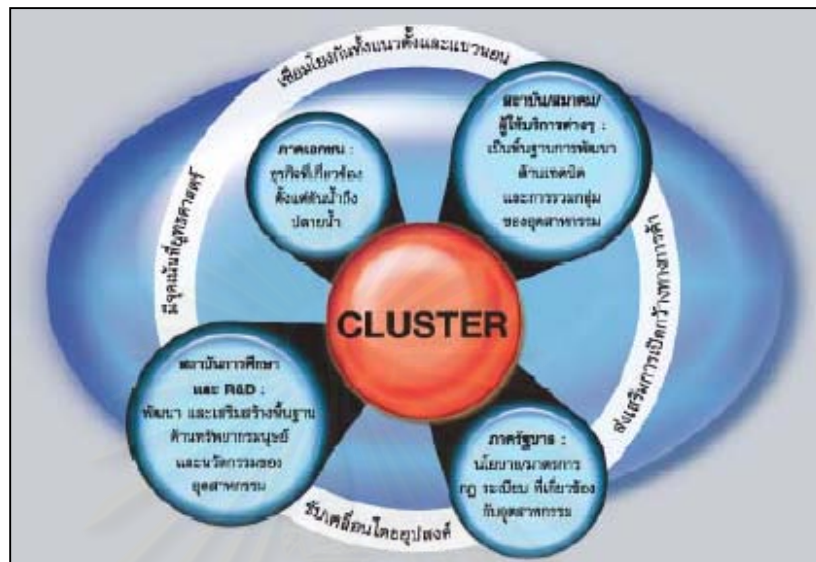 เชื่อมโยงกันทั้งแนวตั้งและแนวนอน
สถาบัน/สมาคม/
ผู้ให้บริการต่างๆ :
เป็นพื้นฐานการพัฒนา
ด้านเทคนิค
และการรวมกลุ่ม
ของอุตสาหกรรม
ภาคเอกชน :
ธุรกิจที่เกี่ยวข้อง
ตั้งแต่ต้นน้ำถึง
ปลายน้ำ
มีจุดเน้นที่ยุทธศาสตร์
ส่งเสริมการเปิดกว้างทางการค้า
CLUSTER
สถาบันการศึกษา
และ R&D :
พัฒนา และเสริมสร้างพื้นฐาน
ด้านทรัพยากรมนุษย์
และนวัตกรรมของ
อุตสาหกรรม
ภาครัฐบาล :
นโยบาย/มาตรการ
กฎ ระเบียบ ที่เกี่ยวข้อง
กับอุตสาหกรรม
ขับเคลื่อนโดยอุปสงค์